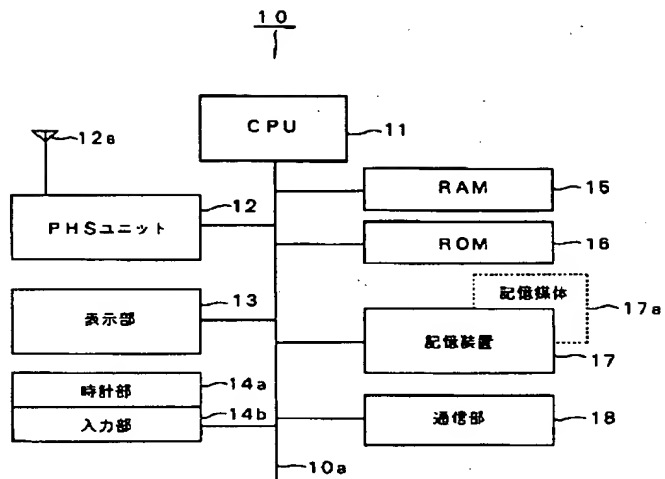 10
CPU
11
12a
PHSユニット
12
RAM
15
ROM
16
表示部
13
記憶媒体
17a
記憶装置
17
時計部
14a
入力部
14b
通信部
18
10a